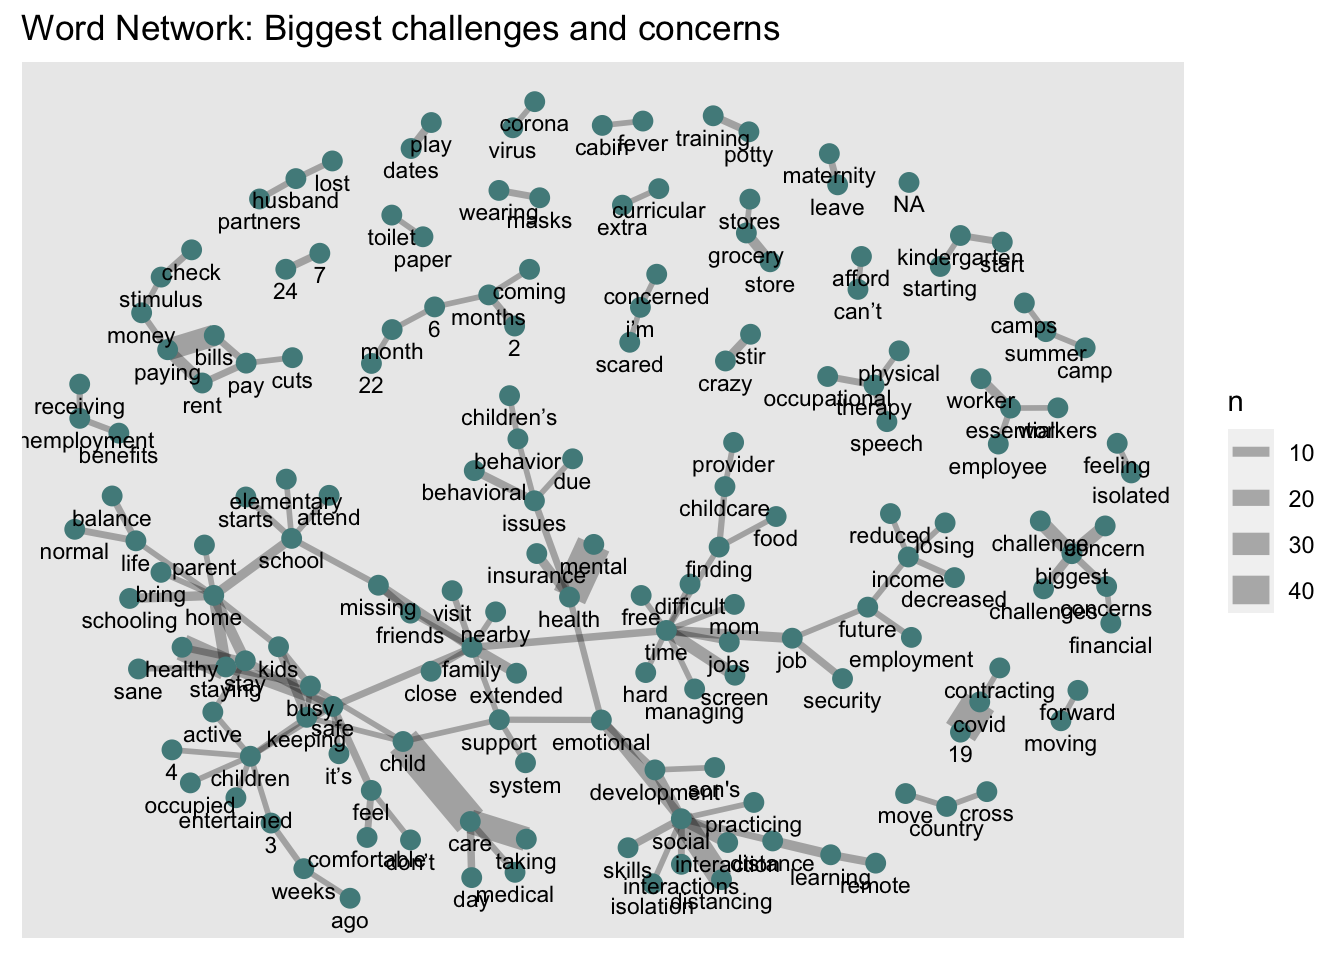 Word Network: Biggest challenges and concerns
corona
play
virus
cabin
fever
training
potty
dates
maternity
lost
husband
partners
wearing
masks
curricular
extra
stores
leave
NA
toilet
paper
grocery
store
kindergarten
start
starting
check
stimulus
24
7
coming
months
6
2
month
22
concerned
i’m
scared
afford
can’t
camps
summer
camp
money
paying
bills
rent
pay
cuts
stir
crazy
physical
occupational
therapy
speech
worker
essential
workers
employee
receiving
nemployment
benefits
children’s
behavior
behavioral
due
issues
provider
childcare
food
finding
difficult
feeling
isolated
elementary
starts
attend
school
balance
normal
life
parent
bring
schooling
home
insurance
mental
health
reduced
losing
income
decreased
challenge
concern
biggest
challenges
concerns
financial
missing
friends
visit
nearby
family
close
extended
free
mom
time
jobs
hard
screen
managing
job
future
employment
security
healthy
sane
staying
stay
kids
busy
safe
keeping
active
children
4
occupied
entertained
3
weeks
ago
it’s
feel
comfortable
don’t
child
care
taking
day
medical
support
system
emotional
development
son's
practicing
social
skills
interaction
interactions
isolation
distancing
distance
learning
remote
contracting
covid
19
forward
moving
move
country
cross
n
10
20
30
40